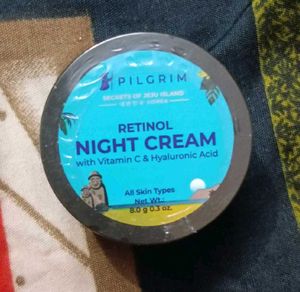 PILGRIM
SECRETS OF JEJU ISLAND
RETINOL
NIGHT CREAM
with Vitamin C & Hyaluronic Acid
All Skin Types
Net Wt.:
8.0 g 0.3 oz.